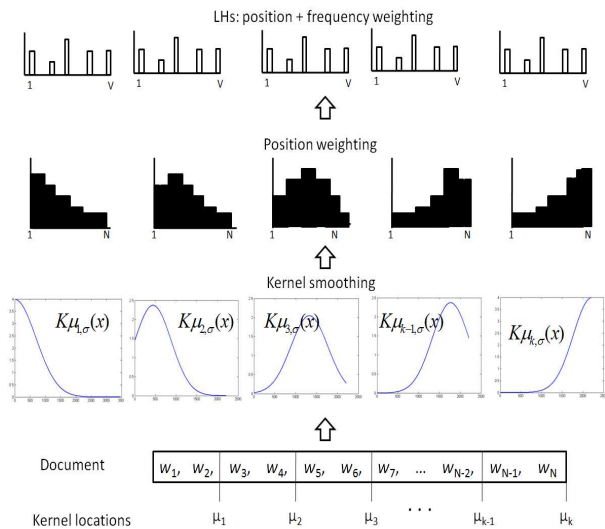 LHs: position + frequency weighting
1 V 1 V 1 V 1 V 1 V
Position weighting
1 N 1 N 1 N 1 N 1 N
Kernel smoothing
Kμ1,σ(x) Kμ2,σ(x) Kμ3,σ(x) Kμk-1,σ(x) Kμk,σ(x)
Document w1, w2, w3, w4, w5, w6, w7, ... wN-2, wN-1, wN
Kernel locations μ1 μ2 μ3 . . . μk-1 μk